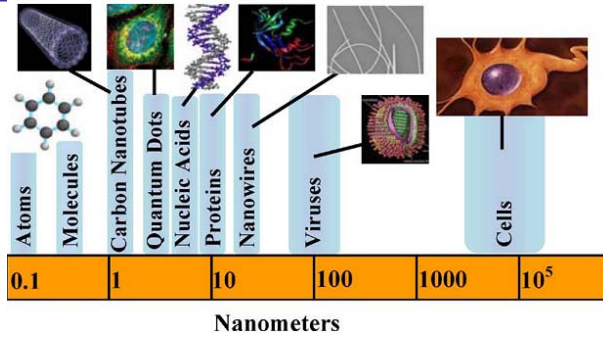 Atoms
Molecules
Carbon Nanotubes
Quantum Dots
Nucleic Acids
Proteins
Nanowires
Viruses
Cells
0.1 1 10 100 1000 10⁵
Nanometers